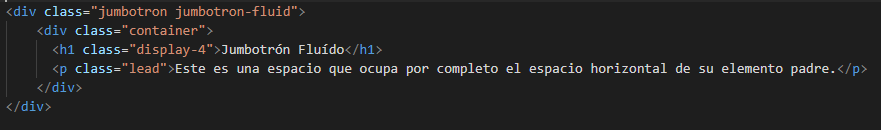 <div class="jumbotron jumbotron-fluid">
<div class="container">
<h1 class="display-4">Jumbotrón Fluído</h1>
<p class="lead">Este es una espacio que ocupa por completo el espacio horizontal de su elemento padre.</p>
</div>
</div>